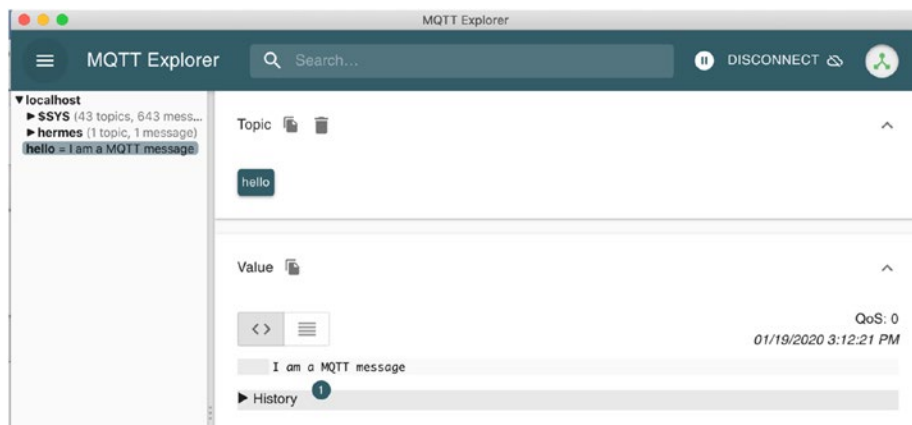 MQTT Explorer
MQTT Explorer
Search...
DISCONNECT
▼localhost
▶$SYS (43 topics, 643 mess...
▶hermes (1 topic, 1 message)
hello = I am a MQTT message
Topic
hello
Value
<>
QoS: 0
01/19/2020 3:12:21 PM
I am a MQTT message
▶ History 1